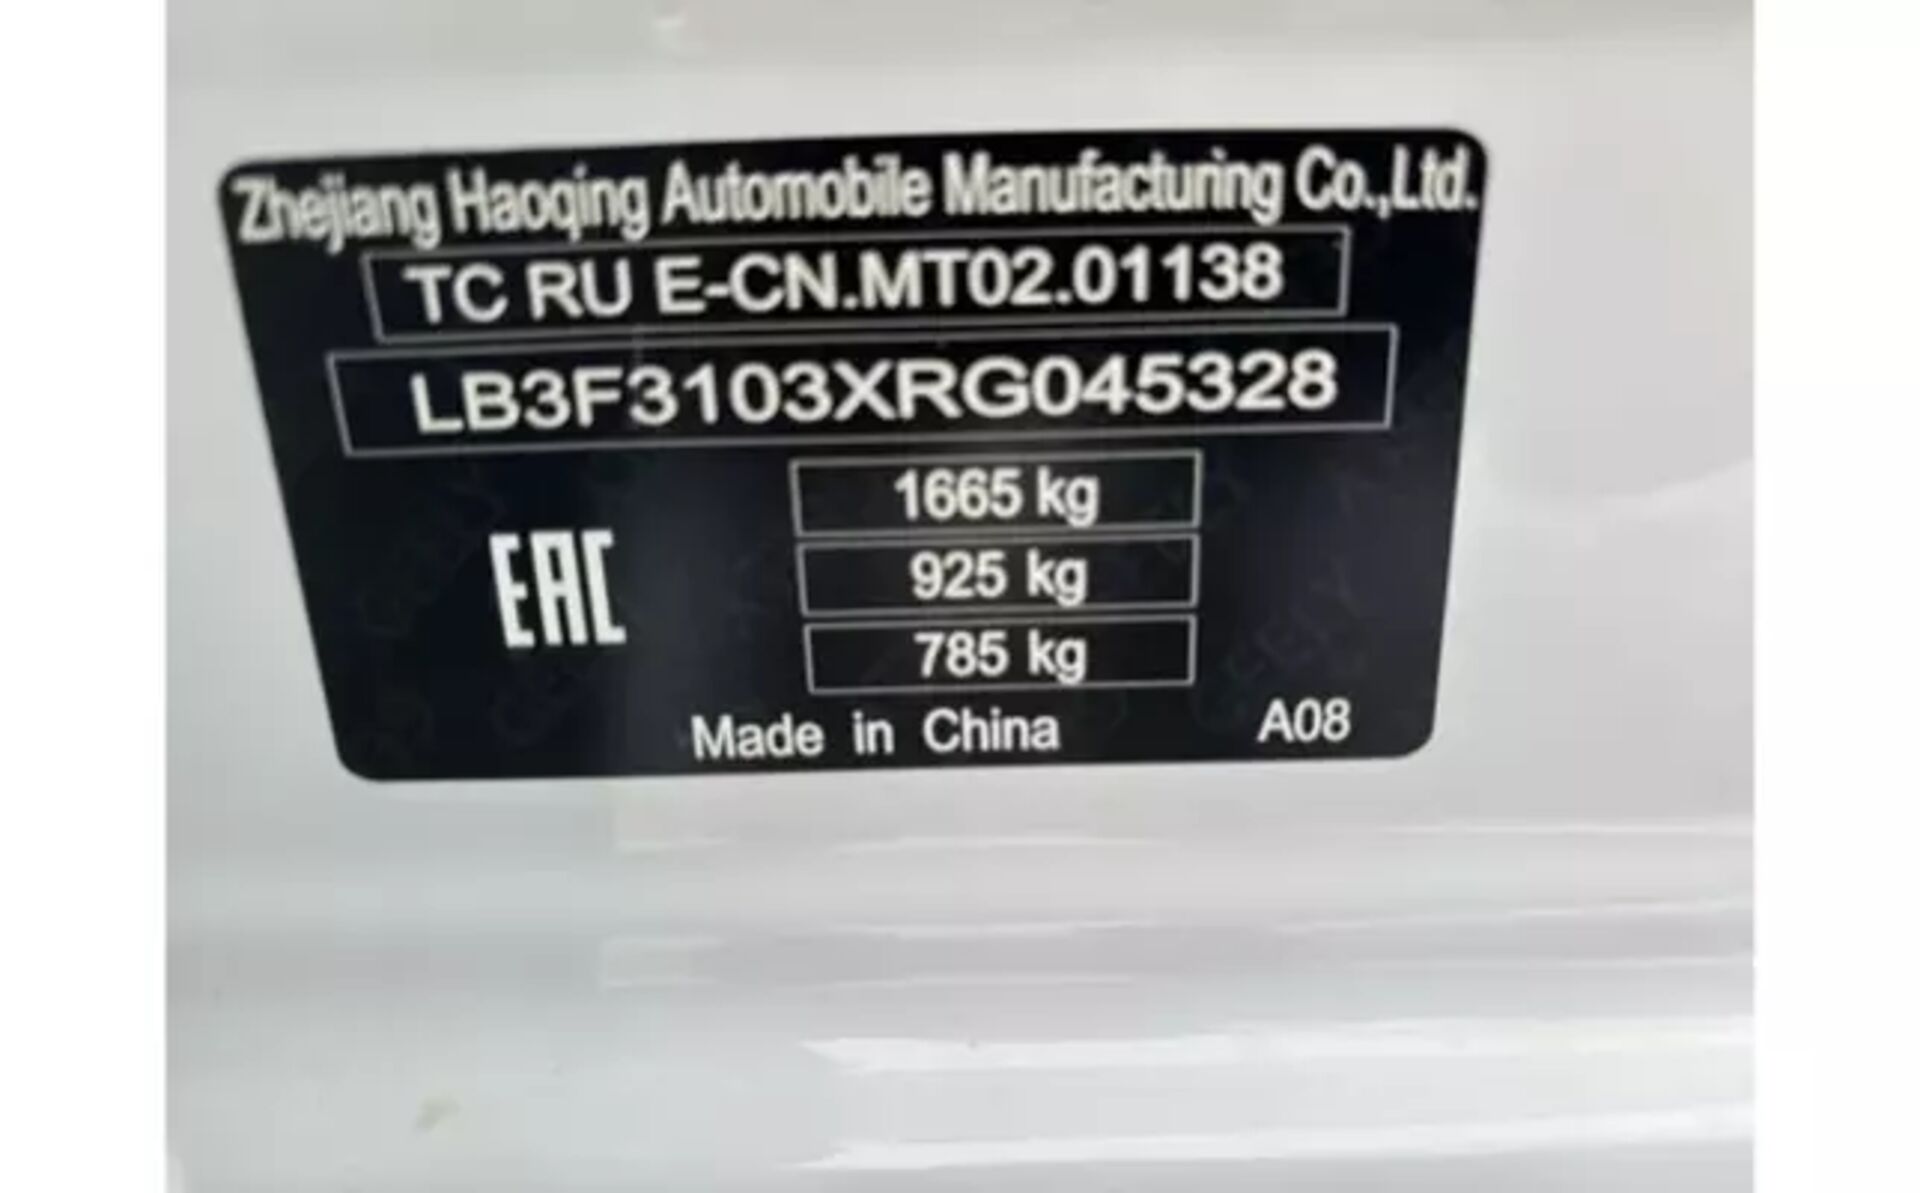 Zhejiang Haoqing Automobile Manufacturing Co.,Ltd.
TC RU E-CN.MT02.01138
LB3F3103XRG045328
1665 kg
925 kg
785 kg
EAC
Made in China
A08